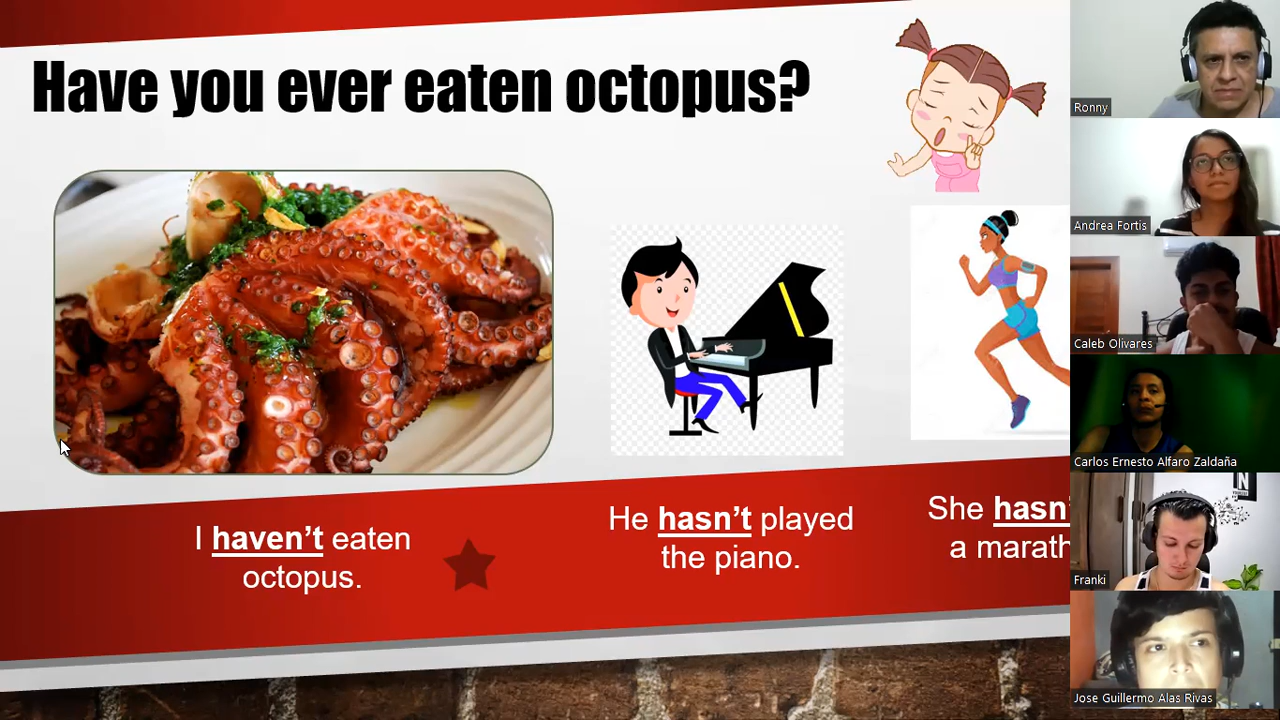 Have you ever eaten octopus?
I haven't eaten
octopus.
He hasn't played
the piano.
She hasn'
a marath
Ronny
Andrea Fortis
Caleb Olivares
Carlos Ernesto Alfaro Zaldaña
Franki
Jose Guillermo Alas Rivas